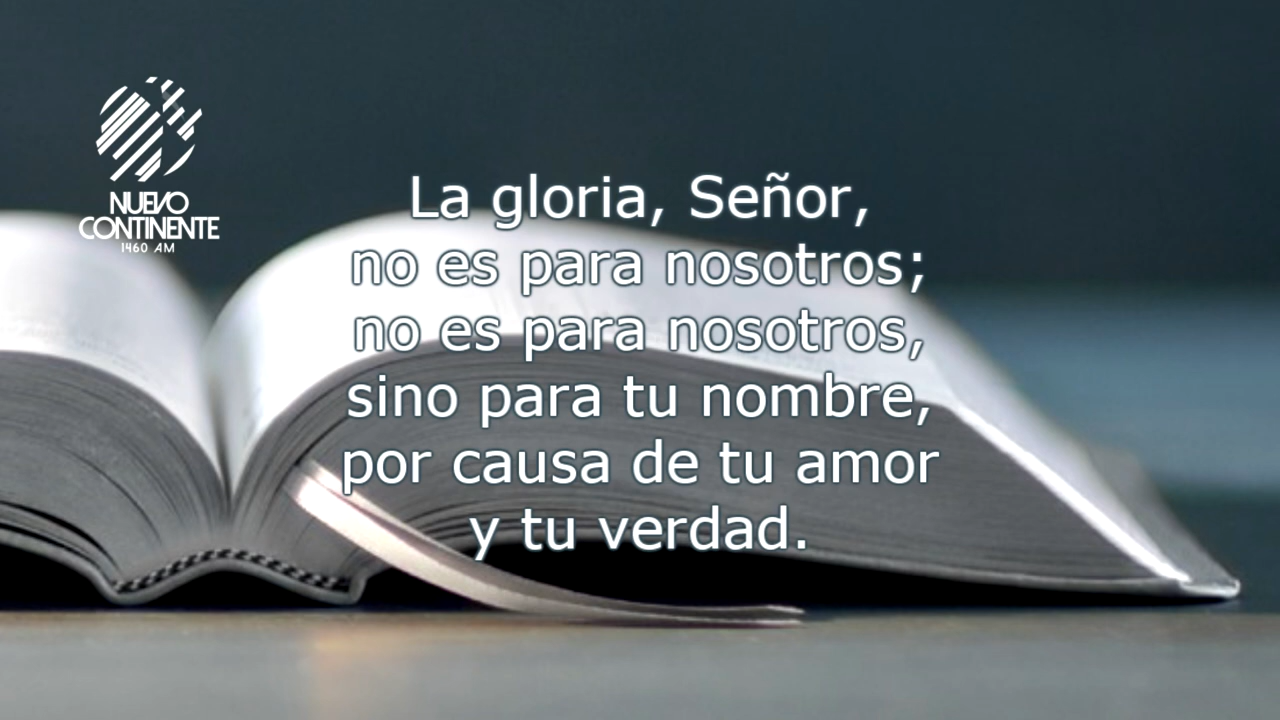 NUEVO
CONTINENTE
1460 AM
La gloria, Señor,
no es para nosotros;
no es para nosotros,
sino para tu nombre,
por causa de tu amor
y tu verdad.